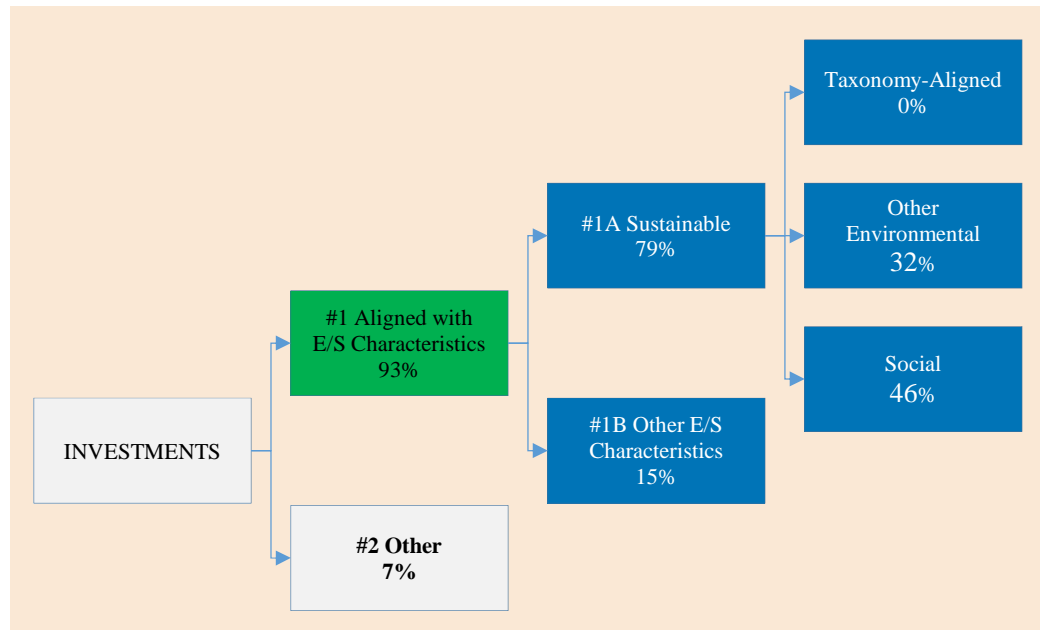 INVESTMENTS
#1 Aligned with
E/S Characteristics
93%
#2 Other
7%
#1A Sustainable
79%
#1B Other E/S
Characteristics
15%
Taxonomy-Aligned
0%
Other
Environmental
32%
Social
46%